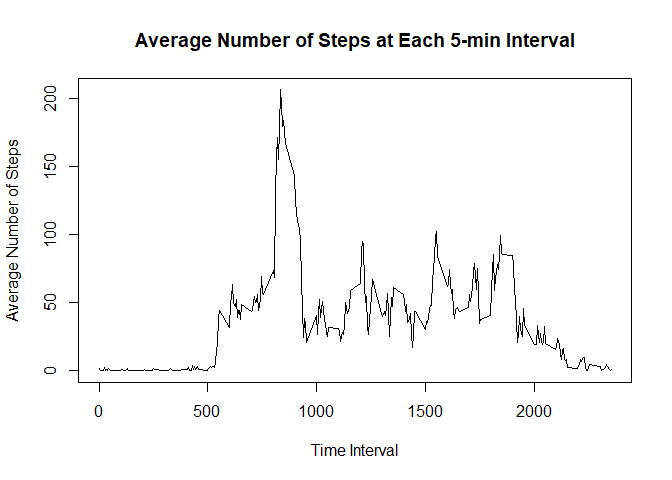 Average Number of Steps at Each 5-min Interval
Average Number of Steps
200
150
100
50
0
0 500 1000 1500 2000
Time Interval